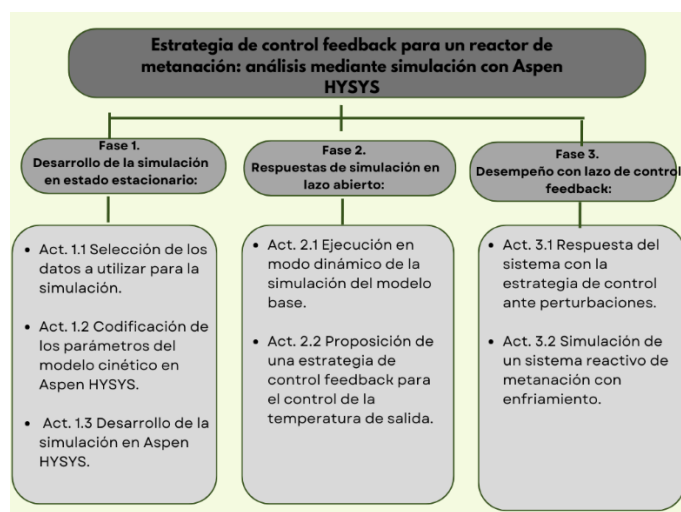 Estrategia de control feedback para un reactor de
metanación: análisis mediante simulación con Aspen
HYSYS
Fase 1.
Desarrollo de la simulación
en estado estacionario:
• Act. 1.1 Selección de los
datos a utilizar para la
simulación.
• Act. 1.2 Codificación de
los parámetros del
modelo cinético en
Aspen HYSYS.
• Act. 1.3 Desarrollo de la
simulación en Aspen
HYSYS.
Fase 2.
Respuestas de simulación en
lazo abierto:
• Act. 2.1 Ejecución en
modo dinámico de la
simulación del modelo
base.
• Act. 2.2 Proposición de
una estrategia de
control feedback para
el control de la
temperatura de salida.
Fase 3.
Desempeño con lazo de control
feedback:
• Act. 3.1 Respuesta del
sistema con la
estrategia de control
ante perturbaciones.
• Act. 3.2 Simulación de
un sistema reactivo de
metanación con
enfriamiento.